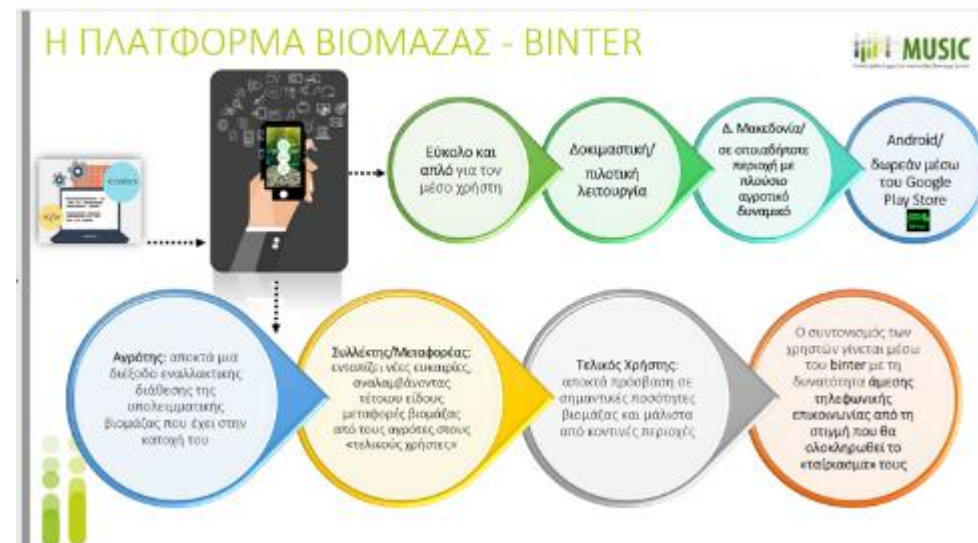 Η ΠΛΑΤΦΟΡΜΑ ΒΙΟΜΑΖΑΣ - BINTER
MUSIC
Εύκολο και
απλό για τον
μέσο χρήστη
Δοκιμαστική/
πιλοτική
λειτουργία
Δ. Μακεδονία/
σε οποιαδήποτε
περιοχή με
πλούσιο
αγροτικό
δυναμικό
Android/
δωρεάν μέσω
του Google
Play Store
Αγρότης: αποκτά μια
διέξοδο εναλλακτικής
διάθεσης της
υπολειμματικής
βιομάζας που έχει στην
κατοχή του
Συλλέκτης/Μεταφορέας:
εντοπίζει νέες ευκαιρίες,
αναλαμβάνοντας
τέτοιου είδους
μεταφορές βιομάζας
από τους αγρότες στους
«τελικούς χρήστες»
Τελικός Χρήστης:
αποκτά πρόσβαση σε
σημαντικές ποσότητες
βιομάζας και μάλιστα
από κοντινές περιοχές
Ο συντονισμός των
χρηστών γίνεται μέσω
του binter με τη
δυνατότητα άμεσης
τηλεφωνικής
επικοινωνίας από τη
στιγμή που θα
ολοκληρωθεί το
«ταίριασμα» τους